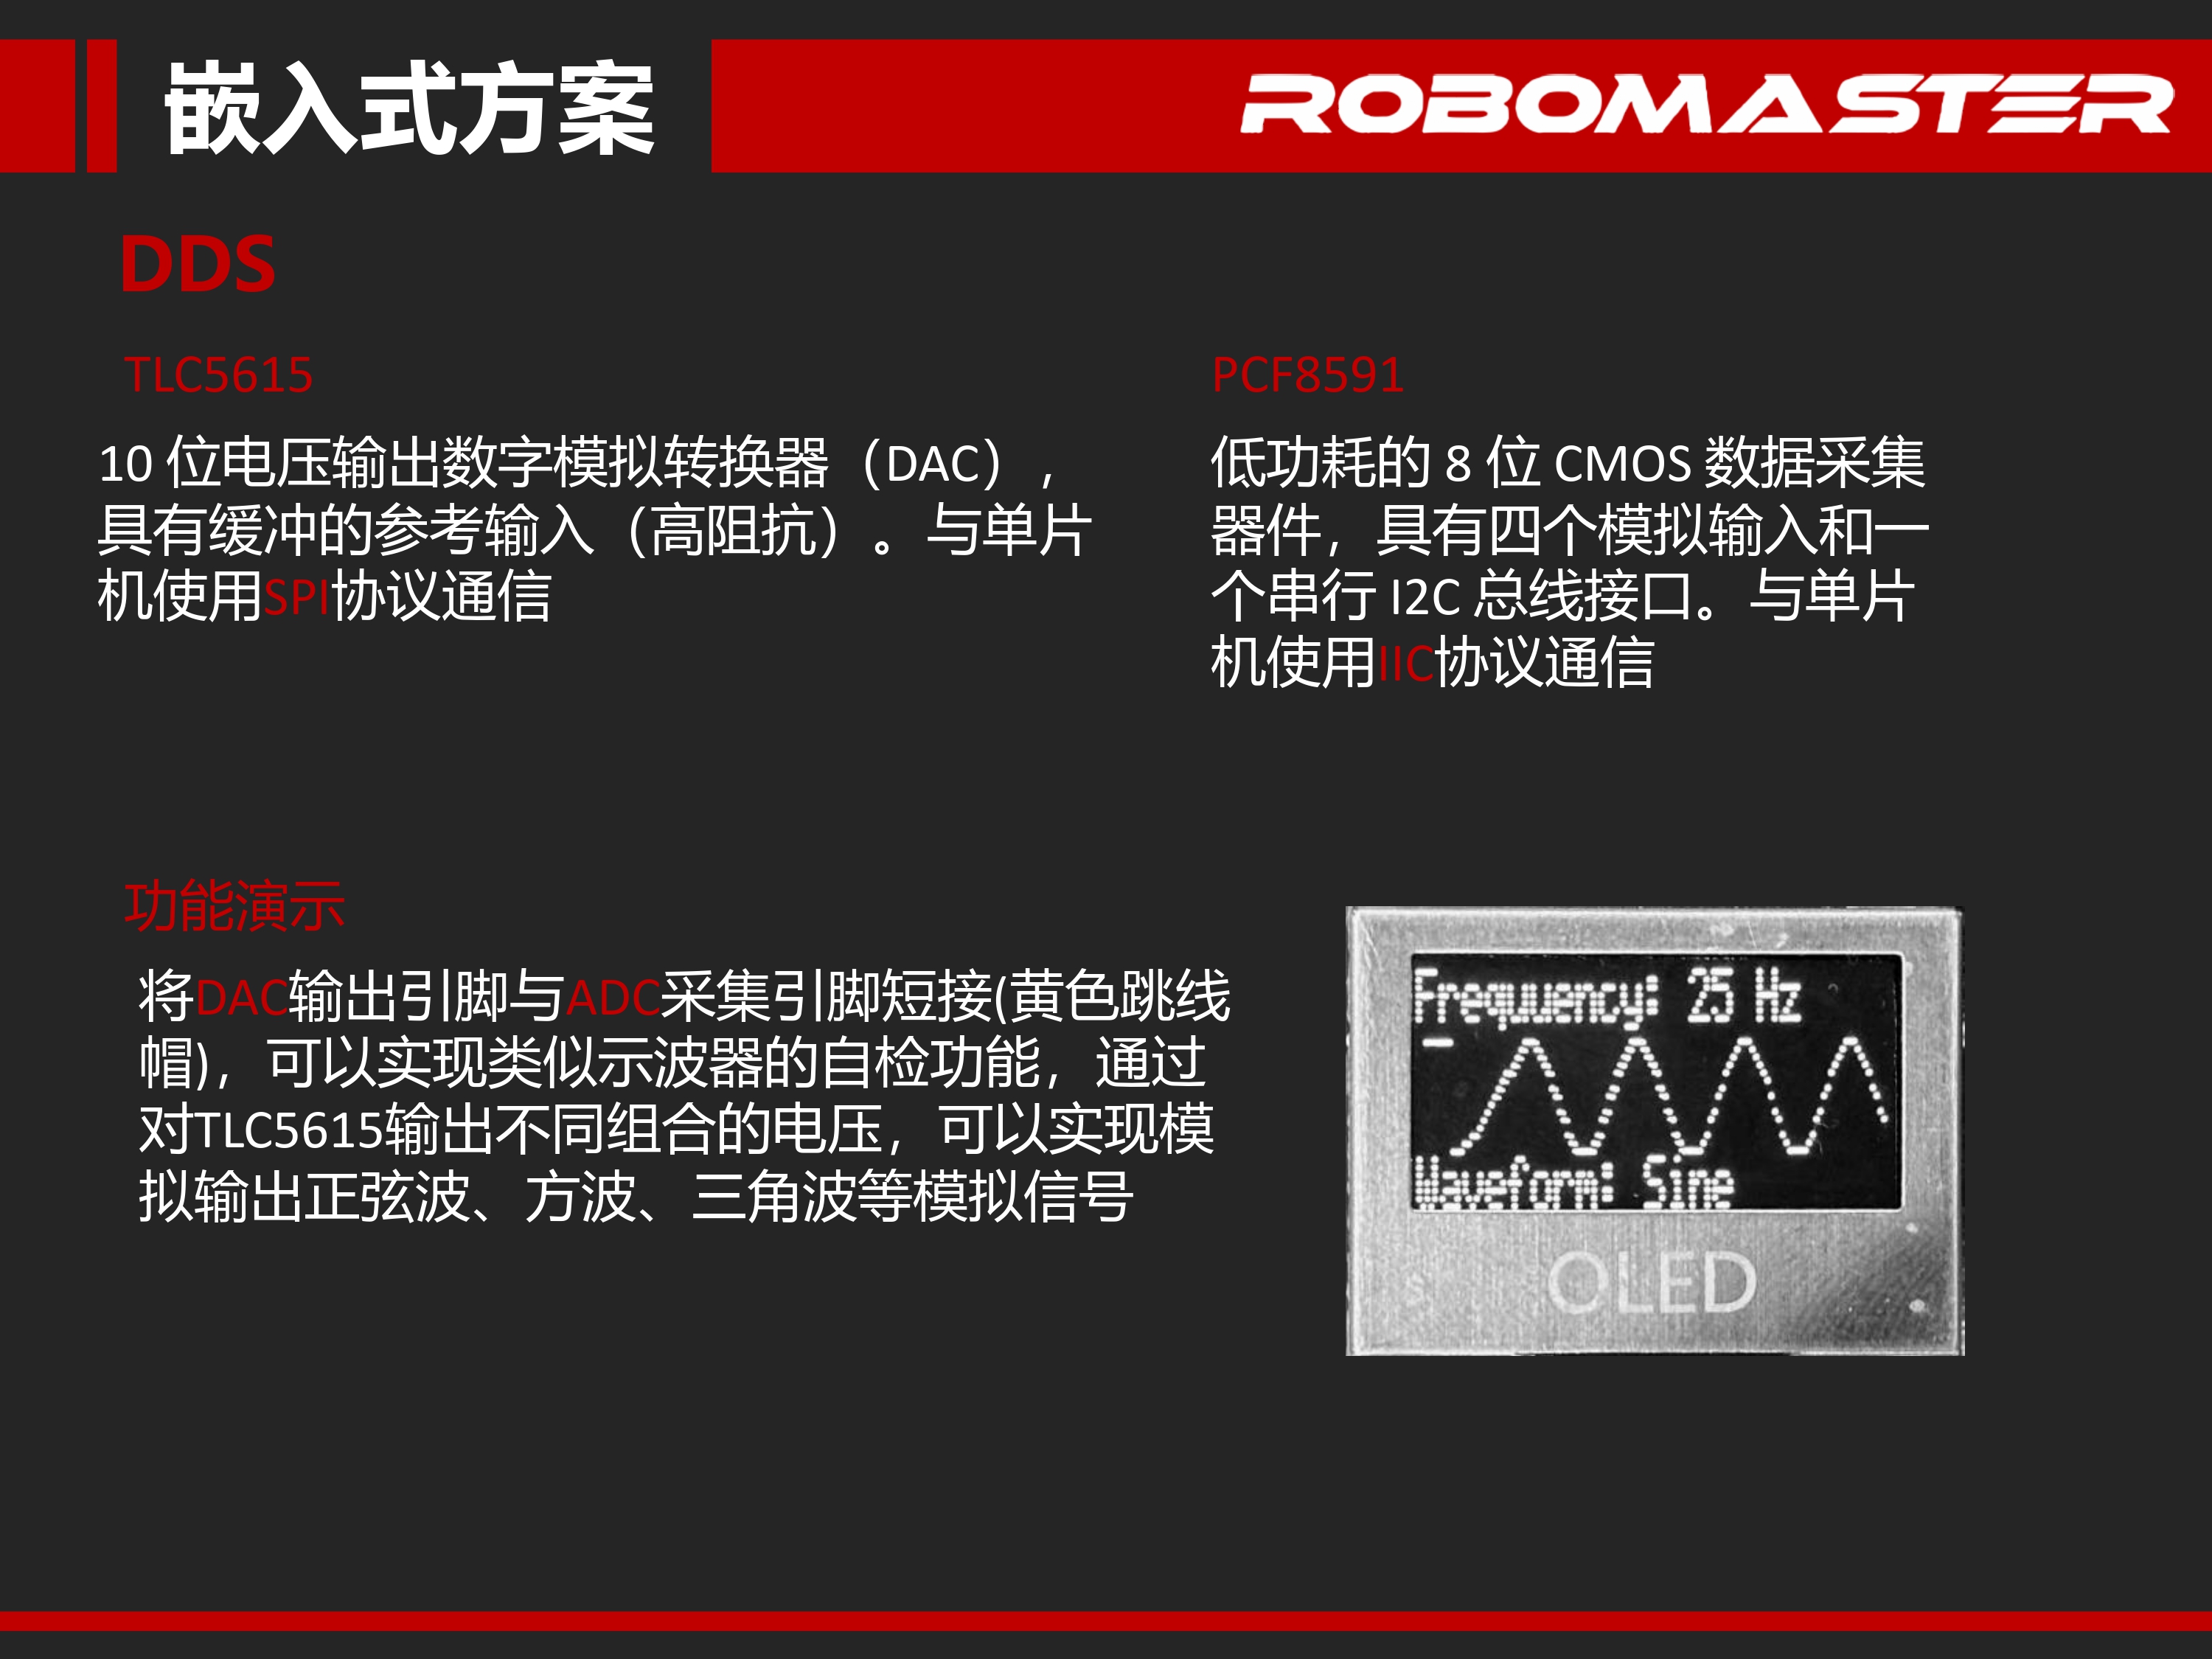 嵌入式方案
ROBOMASTER
DDS
TLC5615
10 位电压输出数字模拟转换器（DAC），
具有缓冲的参考输入（高阻抗）。与单片
机使用SPI协议通信
PCF8591
低功耗的 8 位 CMOS 数据采集
器件，具有四个模拟输入和一
个串行 I2C 总线接口。与单片
机使用IIC协议通信
功能演示
将DAC输出引脚与ADC采集引脚短接(黄色跳线
帽)，可以实现类似示波器的自检功能，通过
对TLC5615输出不同组合的电压，可以实现模
拟输出正弦波、方波、三角波等模拟信号
Frequuency: 25 Hz
Waveform: Sine
OLED